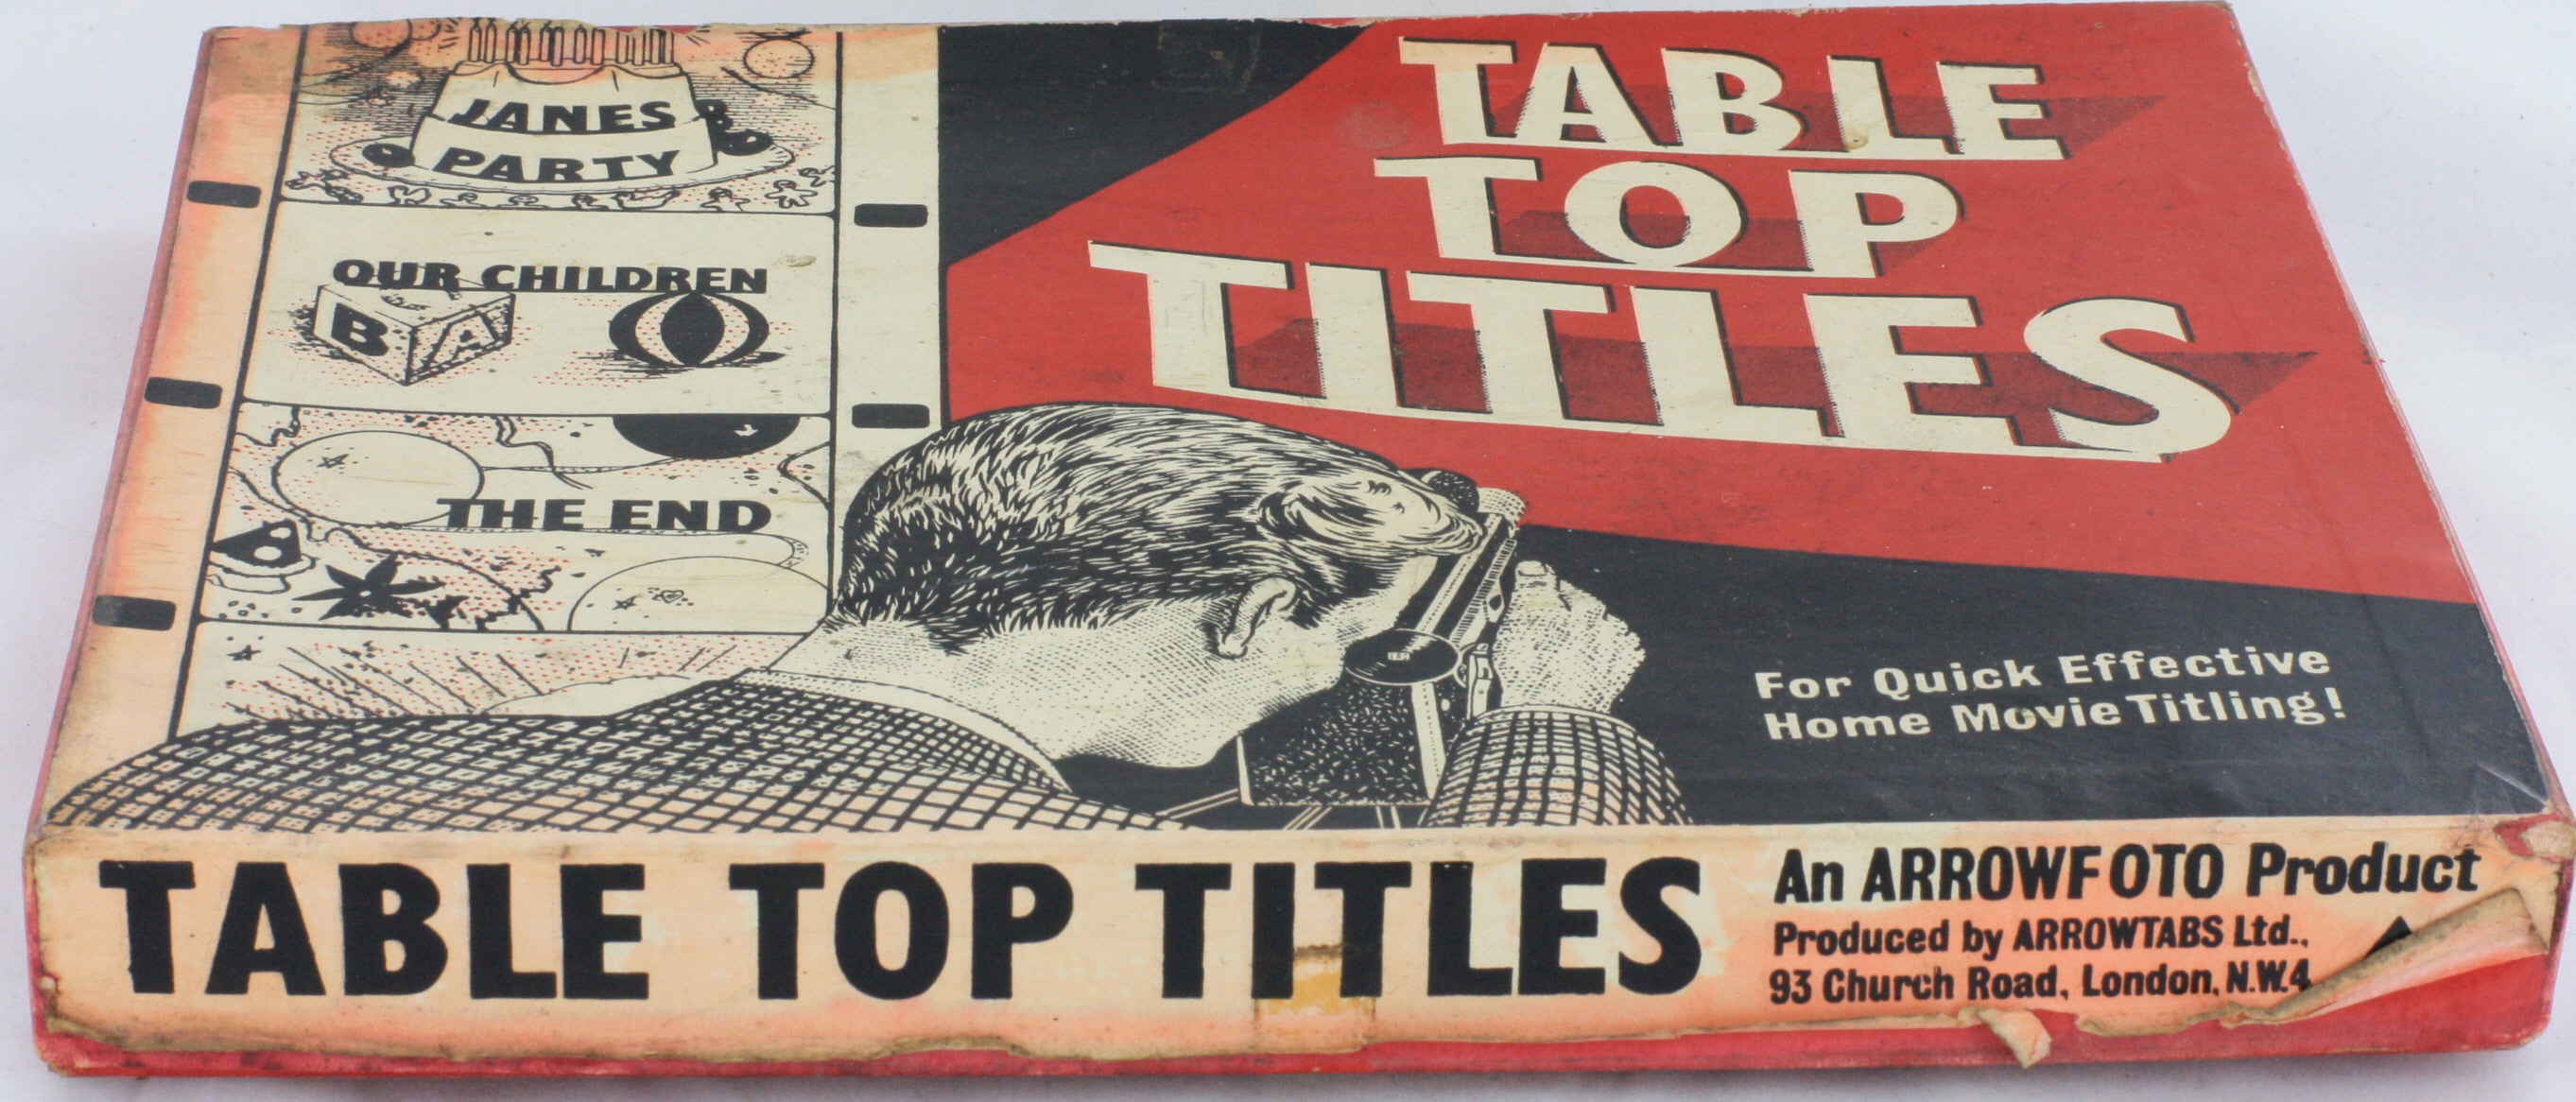 JANES
PARTY
OUR CHILDREN
B A
THE END
TABLE
TOP
TITLES
For Quick Effective
Home Movie Titling!
TABLE TOP TITLES
An ARROWFOTO Product
Produced by ARROWTABS Ltd.,
93 Church Road, London, N.W.4